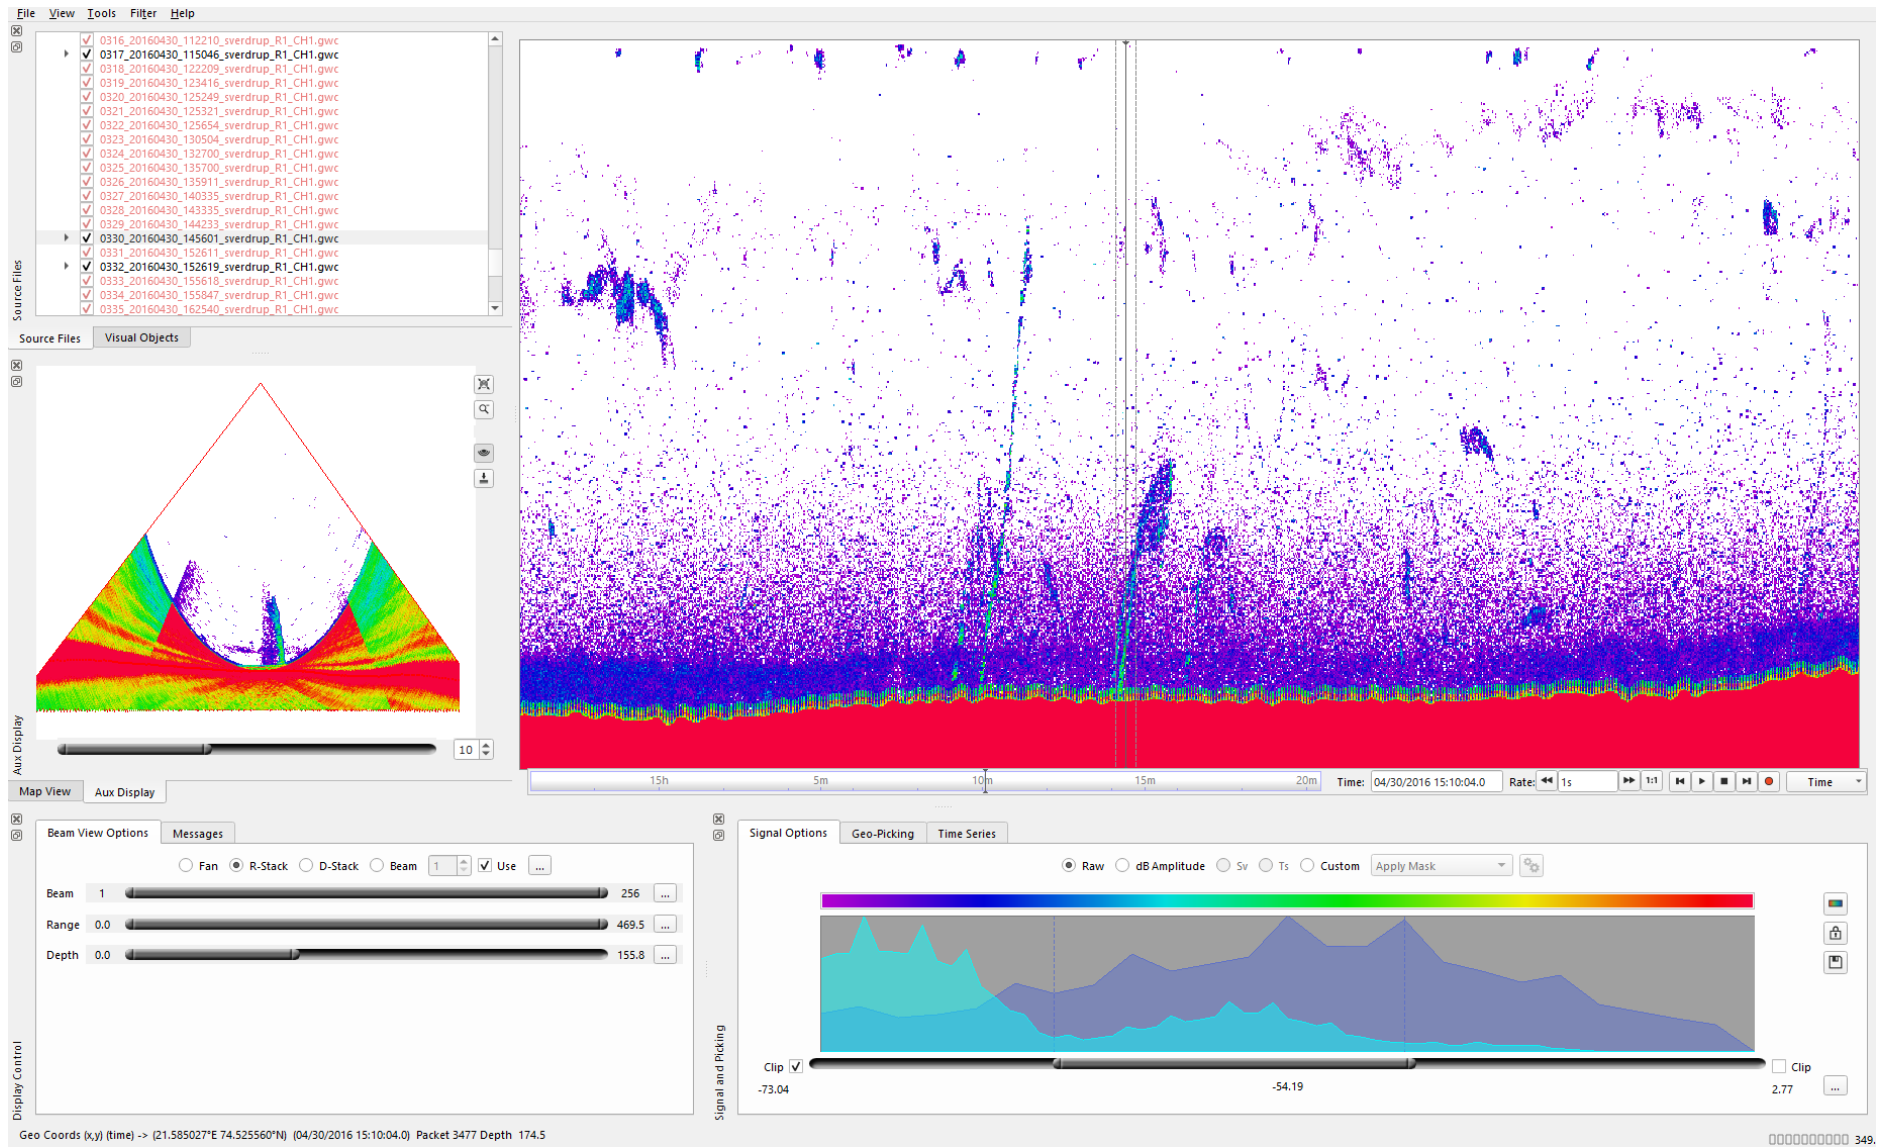 File View Tools Filter Help
0316_20160430_112210_sverdrup_R1_CH1.gwc
0317_20160430_115046_sverdrup_R1_CH1.gwc
0318_20160430_122209_sverdrup_R1_CH1.gwc
0319_20160430_123416_sverdrup_R1_CH1.gwc
0320_20160430_125249_sverdrup_R1_CH1.gwc
0321_20160430_125321_sverdrup_R1_CH1.gwc
0322_20160430_125654_sverdrup_R1_CH1.gwc
0323_20160430_130504_sverdrup_R1_CH1.gwc
0324_20160430_132700_sverdrup_R1_CH1.gwc
0325_20160430_135700_sverdrup_R1_CH1.gwc
0326_20160430_135911_sverdrup_R1_CH1.gwc
0327_20160430_140335_sverdrup_R1_CH1.gwc
0328_20160430_143335_sverdrup_R1_CH1.gwc
0329_20160430_144233_sverdrup_R1_CH1.gwc
0330_20160430_145601_sverdrup_R1_CH1.gwc
0331_20160430_152611_sverdrup_R1_CH1.gwc
0332_20160430_152619_sverdrup_R1_CH1.gwc
0333_20160430_155618_sverdrup_R1_CH1.gwc
0334_20160430_155847_sverdrup_R1_CH1.gwc
0335_20160430_162540_sverdrup_R1_CH1.gwc
Source Files
Source Files Visual Objects
Aux Display
10
Map View Aux Display
15h 5m 10m 15m 20m
Time: 04/30/2016 15:10:04.0 Rate: 1s 1:1 Time
Beam View Options Messages
Fan R-Stack D-Stack Beam 1 Use ...
Beam 1 256 ...
Range 0.0 469.5 ...
Depth 0.0 155.8 ...
Display Control
Signal Options Geo-Picking Time Series
Raw dB Amplitude Sv Ts Custom Apply Mask
Clip Clip
-73.04 -54.19 2.77 ...
Signal and Picking
Geo Coords (x,y) (time) -> (21.585027°E 74.525560°N) (04/30/2016 15:10:04.0) Packet 3477 Depth 174.5
349.